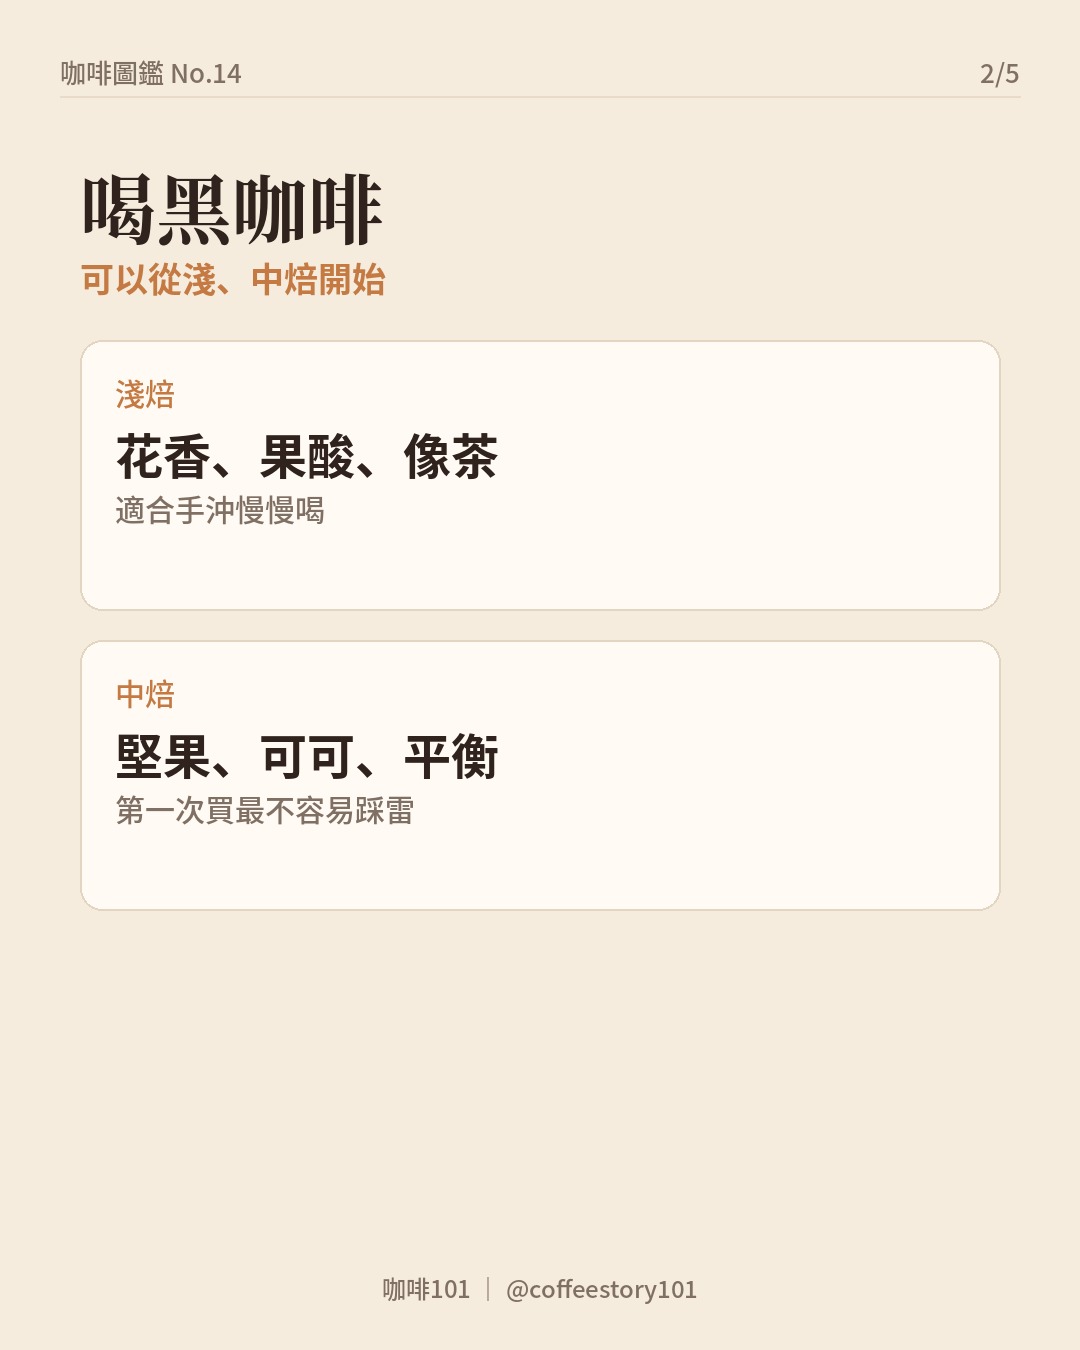 咖啡圖鑑 No.14
2/5
喝黑咖啡
可以從淺、中焙開始
淺焙
花香、果酸、像茶
適合手沖慢慢喝
中焙
堅果、可可、平衡
第一次買最不容易踩雷
咖啡101｜@coffeestory101